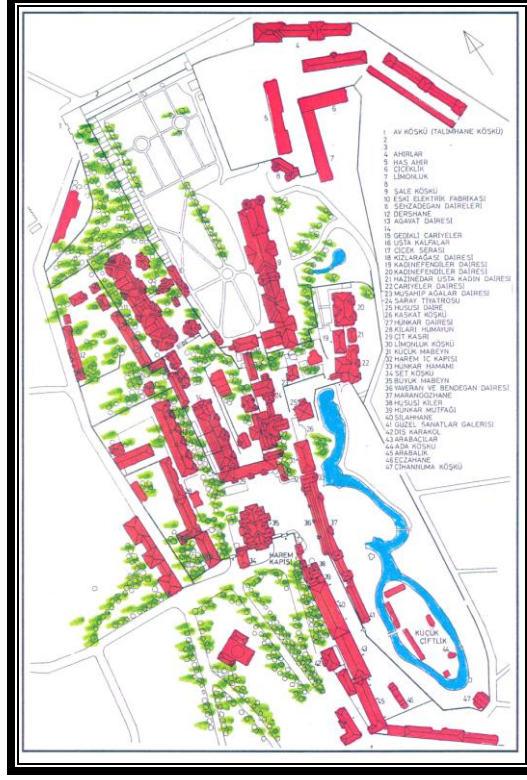 1 AV KÖŞKÜ (TALİMHANE KÖŞKÜ)
2
3
4 AHIRLAR
5 HAS AHIR
6 ÇİÇEKLİK
7 LİMONLUK
8
9 ŞALE KÖŞKÜ
10 ESKİ ELEKTRİK FABRİKASI
11 ŞEHZADEGAN DAİRELERİ
12 DERSHANE
13 AGAVAT DAİRESİ
14
15 GEDİKLİ CARİYELER
16 USTA KALFALAR
17 ÇİÇEK SERASI
18 KIZLARAĞASI DAİRESİ
19 KADINEFENDİLER DAİRESİ
20 KADINEFENDİLER DAİRESİ
21 HAZİNEDAR USTA KADIN DAİRESİ
22 CARİYELER DAİRESİ
23 MUSAHİP AĞALAR DAİRESİ
24 SARAY TİYATROSU
25 HUSUSİ DAİRE
26 KASKAT KÖŞKÜ
27 HÜNKAR DAİRESİ
28 KİLARI HÜMAYUN
29 ÇİT KASRI
30 LİMONLUK KÖŞKÜ
31 KÜÇÜK MABEYN
32 HAREM İÇ KAPISI
33 HÜNKAR HAMAMI
34 SET KÖŞKÜ
35 BÜYÜK MABEYN
36 YAVERAN VE BENDEGAN DAİRESİ
37 MARANGOZHANE
38 HUSUSİ KİLER
39 HÜNKAR MUTFAĞI
40 SİLAHHANE
41 GÜZEL SANATLAR GALERİSİ
42 DIŞ KARAKOL
43 ARABACILAR
44 ADA KÖŞKÜ
45 ARABALIK
46 ECZAHANE
47 CİHANNUMA KÖŞKÜ
HAREM
KAPISI
KÜÇÜK
ÇİFTLİK